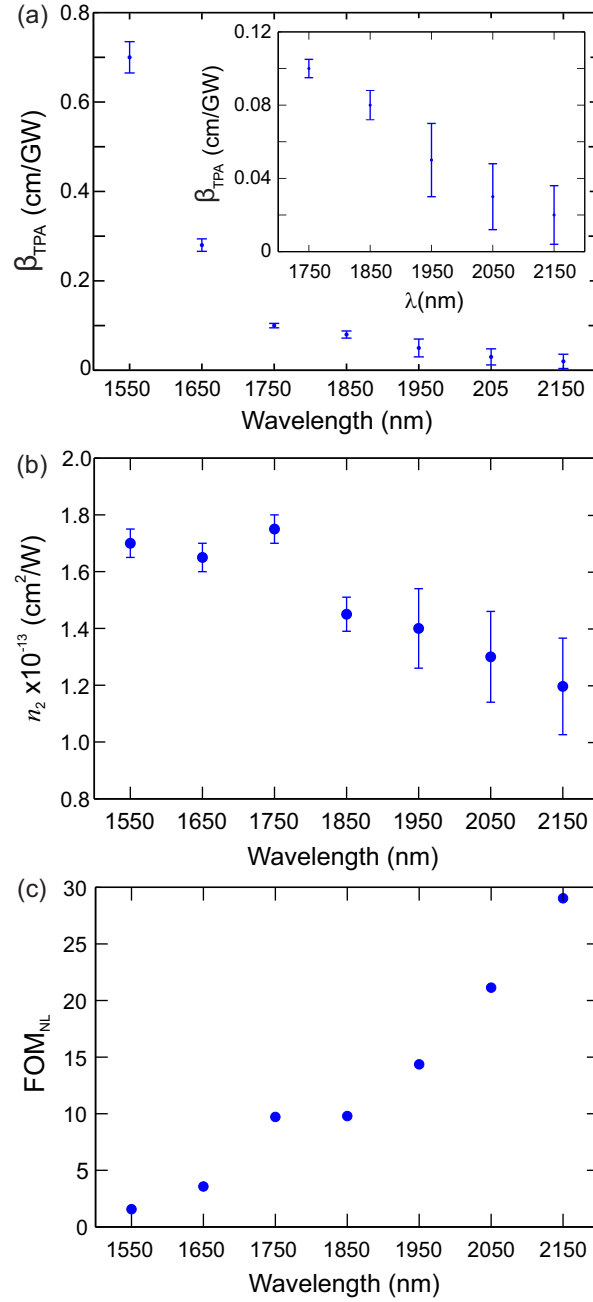 (a)
0.8
0.6
0.4
0.2
0
β_TPA (cm/GW)
1550 1650 1750 1850 1950 205 2150
Wavelength (nm)
0.12
0.08
0.04
0
β_TPA (cm/GW)
1750 1850 1950 2050 2150
λ(nm)
(b)
2.0
1.8
1.6
1.4
1.2
1.0
0.8
n₂ x10⁻¹³ (cm²/W)
1550 1650 1750 1850 1950 2050 2150
Wavelength (nm)
(c)
30
25
20
15
10
5
0
FOM_NL
1550 1650 1750 1850 1950 2050 2150
Wavelength (nm)